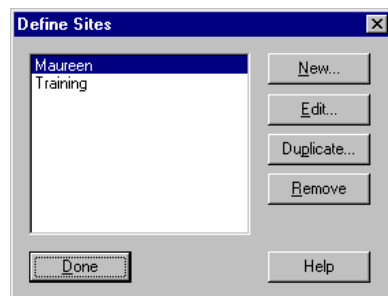 Define Sites
Maureen
Training
New...
Edit...
Duplicate...
Remove
Done
Help